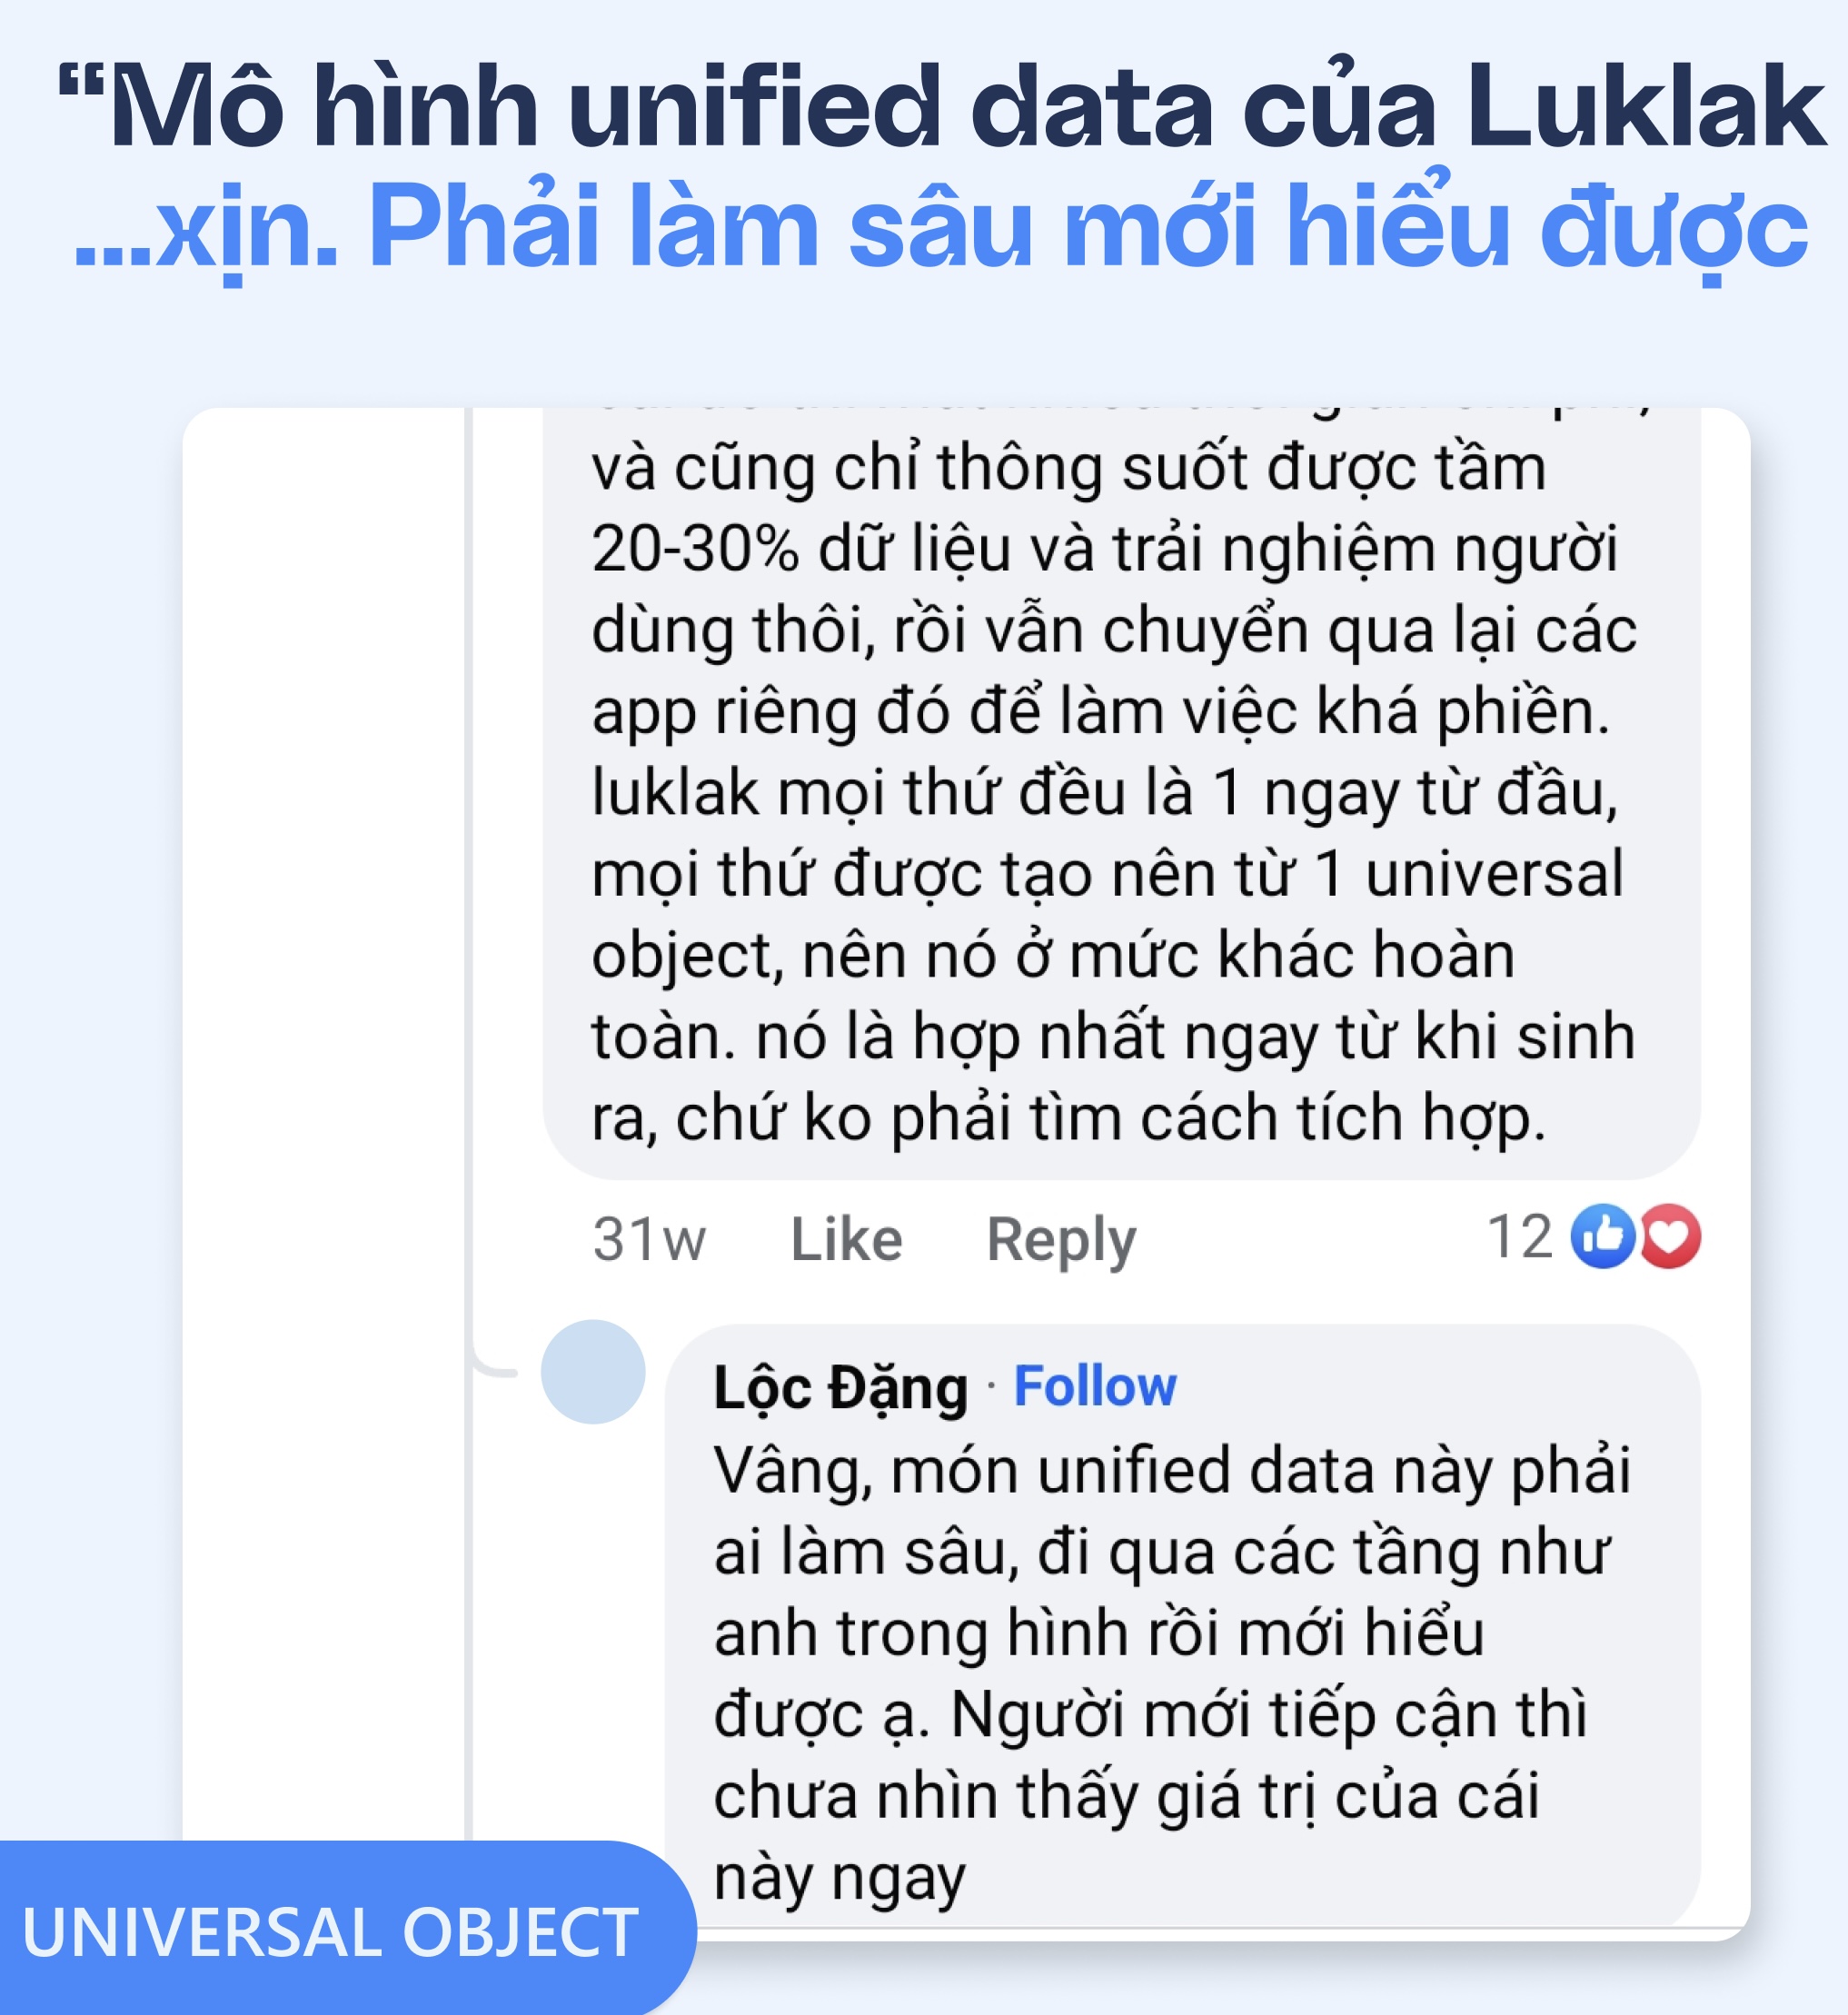 “Mô hình unified data của Luklak
...xịn. Phải làm sâu mới hiểu được
và cũng chỉ thông suốt được tầm
20-30% dữ liệu và trải nghiệm người
dùng thôi, rồi vẫn chuyển qua lại các
app riêng đó để làm việc khá phiền.
luklak mọi thứ đều là 1 ngay từ đầu,
mọi thứ được tạo nên từ 1 universal
object, nên nó ở mức khác hoàn
toàn. nó là hợp nhất ngay từ khi sinh
ra, chứ ko phải tìm cách tích hợp.
31w Like Reply 12
Lộc Đặng · Follow
Vâng, món unified data này phải
ai làm sâu, đi qua các tầng như
anh trong hình rồi mới hiểu
được ạ. Người mới tiếp cận thì
chưa nhìn thấy giá trị của cái
này ngay
UNIVERSAL OBJECT